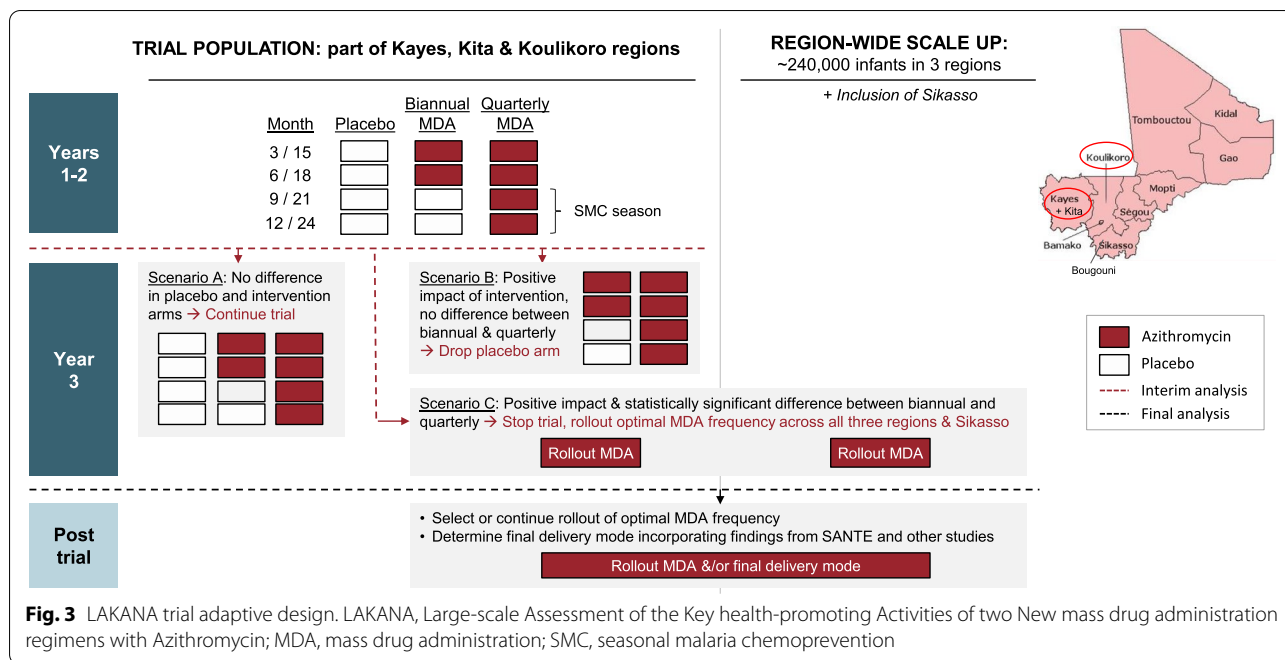 TRIAL POPULATION: part of Kayes, Kita & Koulikoro regions
REGION-WIDE SCALE UP:
~240,000 infants in 3 regions
+ Inclusion of Sikasso
Years
1-2
Month
Placebo
Biannual
MDA
Quarterly
MDA
3 / 15
6 / 18
9 / 21
12 / 24
SMC season
Tombouctou
Kidal
Gao
Koulikoro
Mopti
Kayes
+ Kita
Ségou
Bamako
Sikasso
Bougouni
Year
3
Scenario A: No difference
in placebo and intervention
arms → Continue trial
Scenario B: Positive
impact of intervention,
no difference between
biannual & quarterly
→ Drop placebo arm
Scenario C: Positive impact & statistically significant difference between biannual and
quarterly → Stop trial, rollout optimal MDA frequency across all three regions & Sikasso
Rollout MDA
Rollout MDA
Azithromycin
Placebo
Interim analysis
Final analysis
Post
trial
• Select or continue rollout of optimal MDA frequency
• Determine final delivery mode incorporating findings from SANTE and other studies
Rollout MDA &/or final delivery mode
Fig. 3 LAKANA trial adaptive design. LAKANA, Large-scale Assessment of the Key health-promoting Activities of two New mass drug administration
regimens with Azithromycin; MDA, mass drug administration; SMC, seasonal malaria chemoprevention